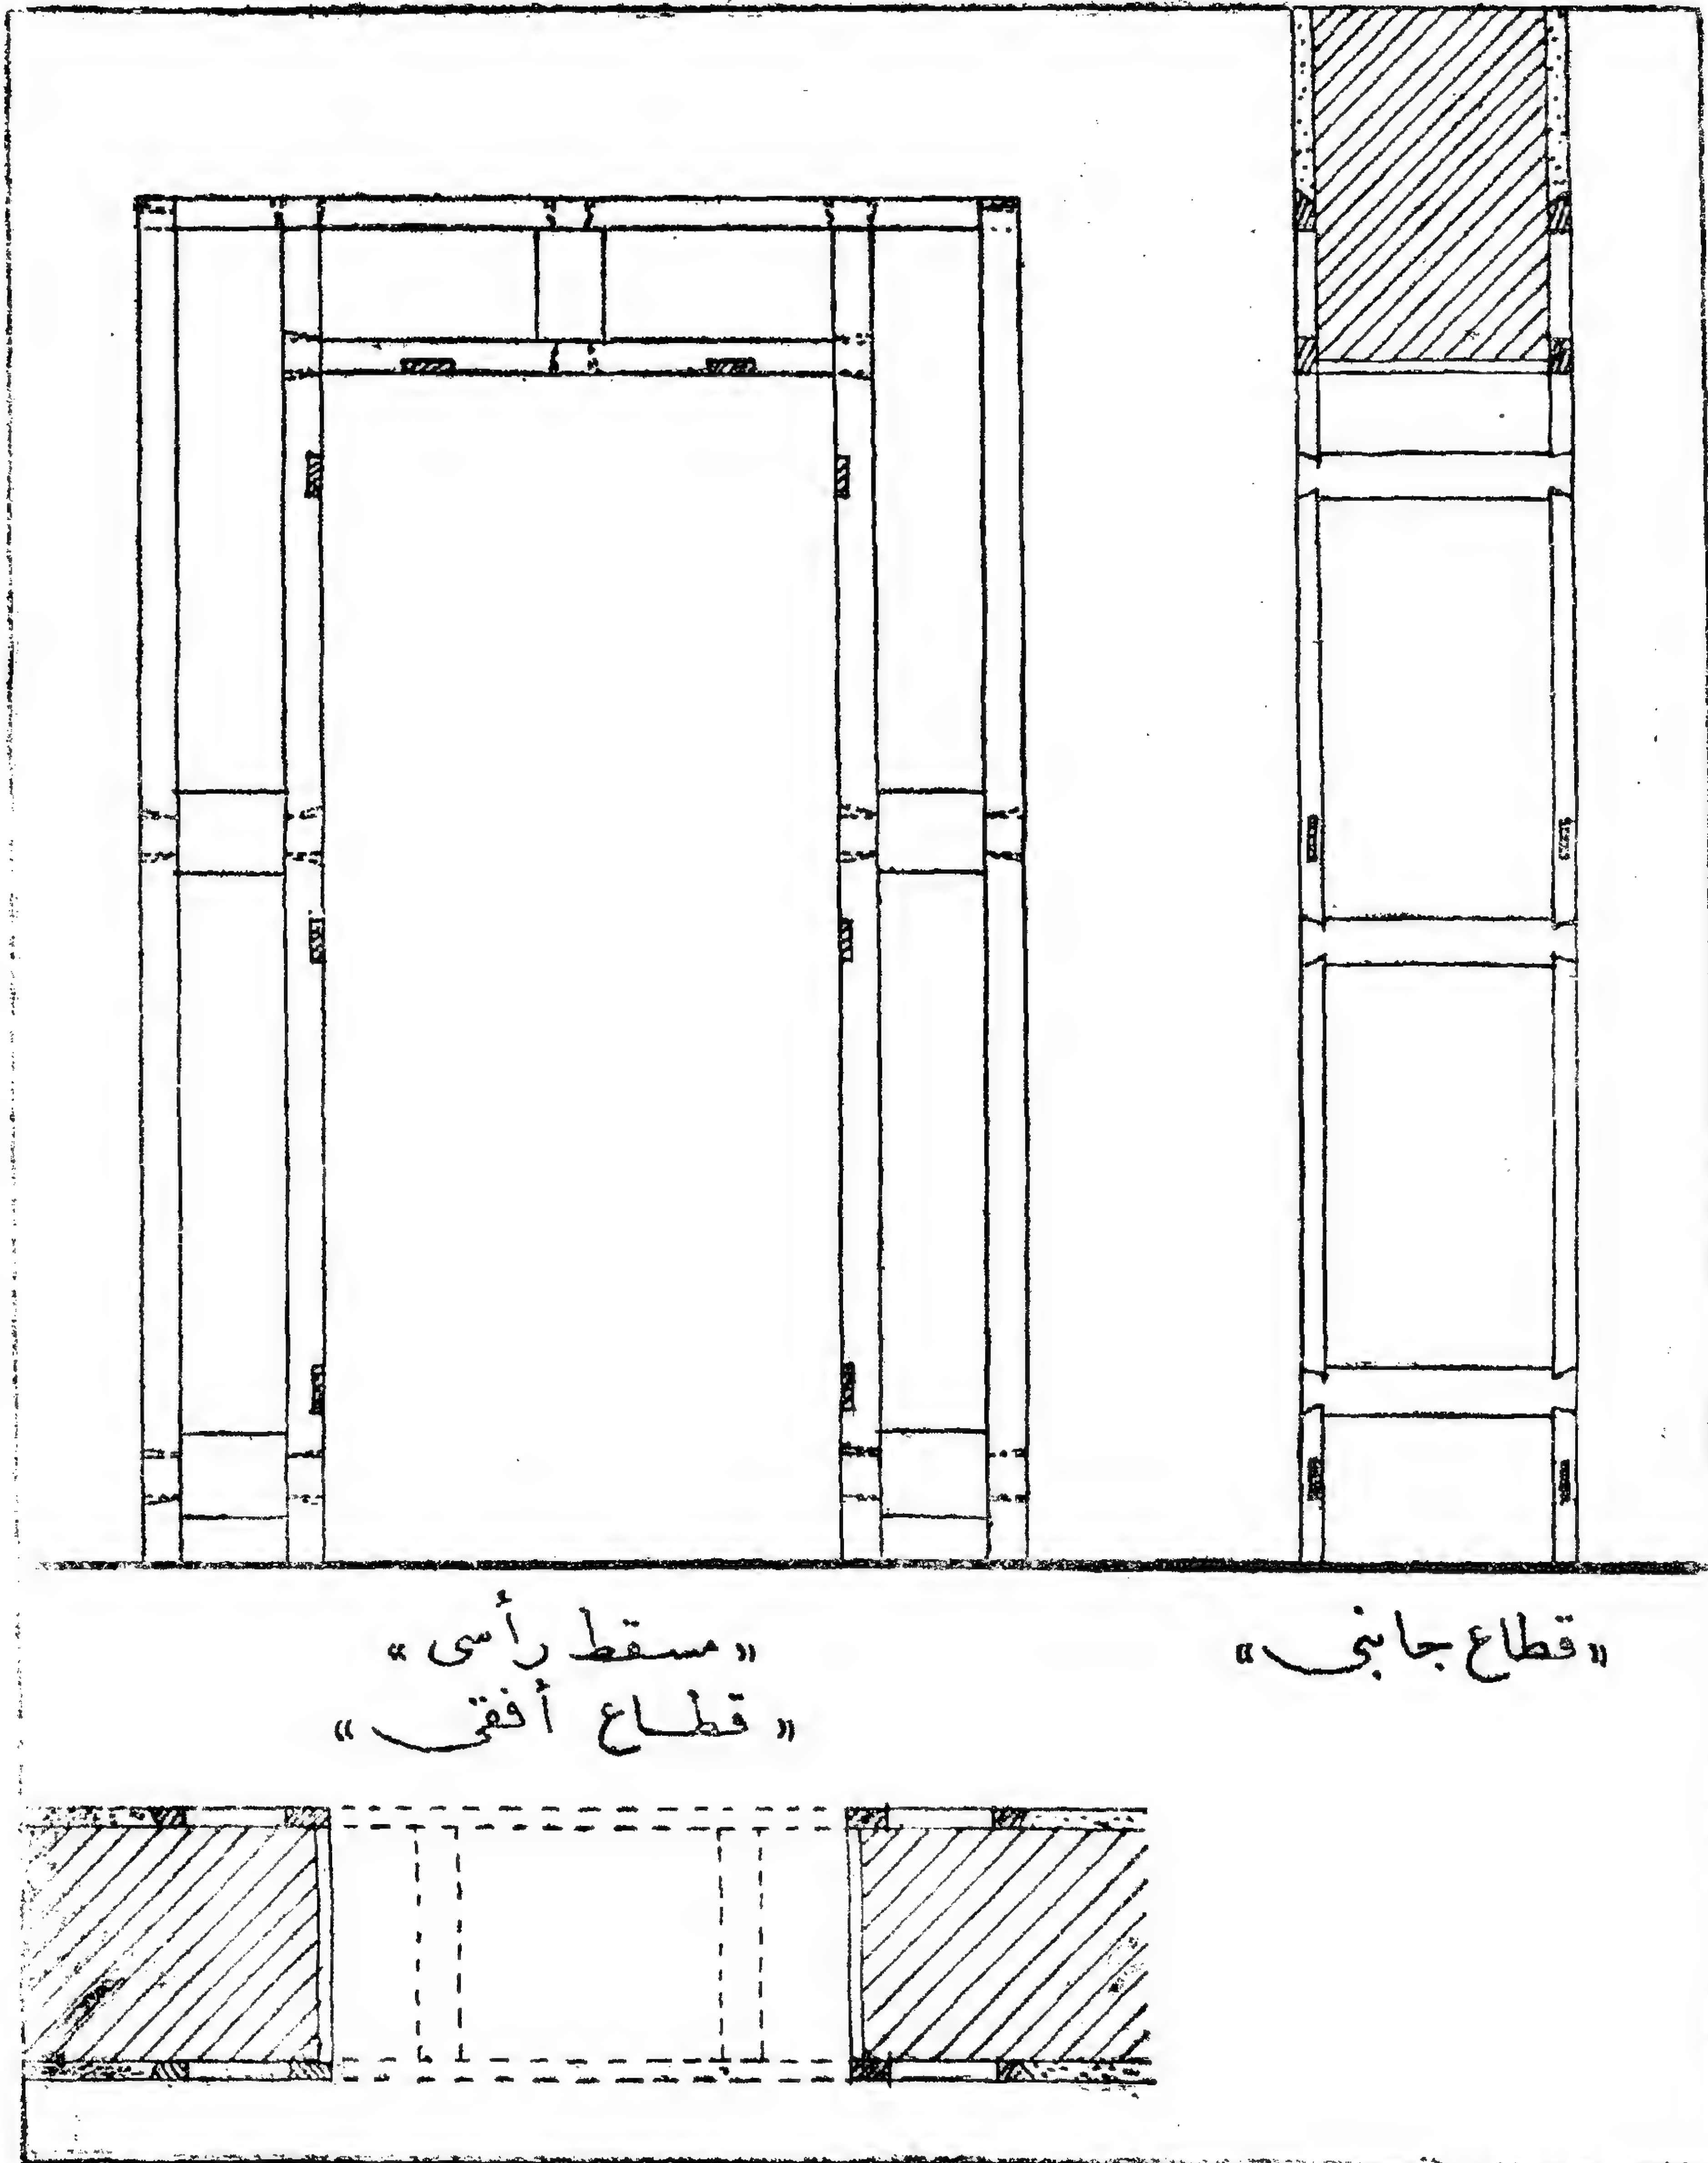 « مسقط رأسى »
« قطاع جانبى »
« قطاع أفقى »